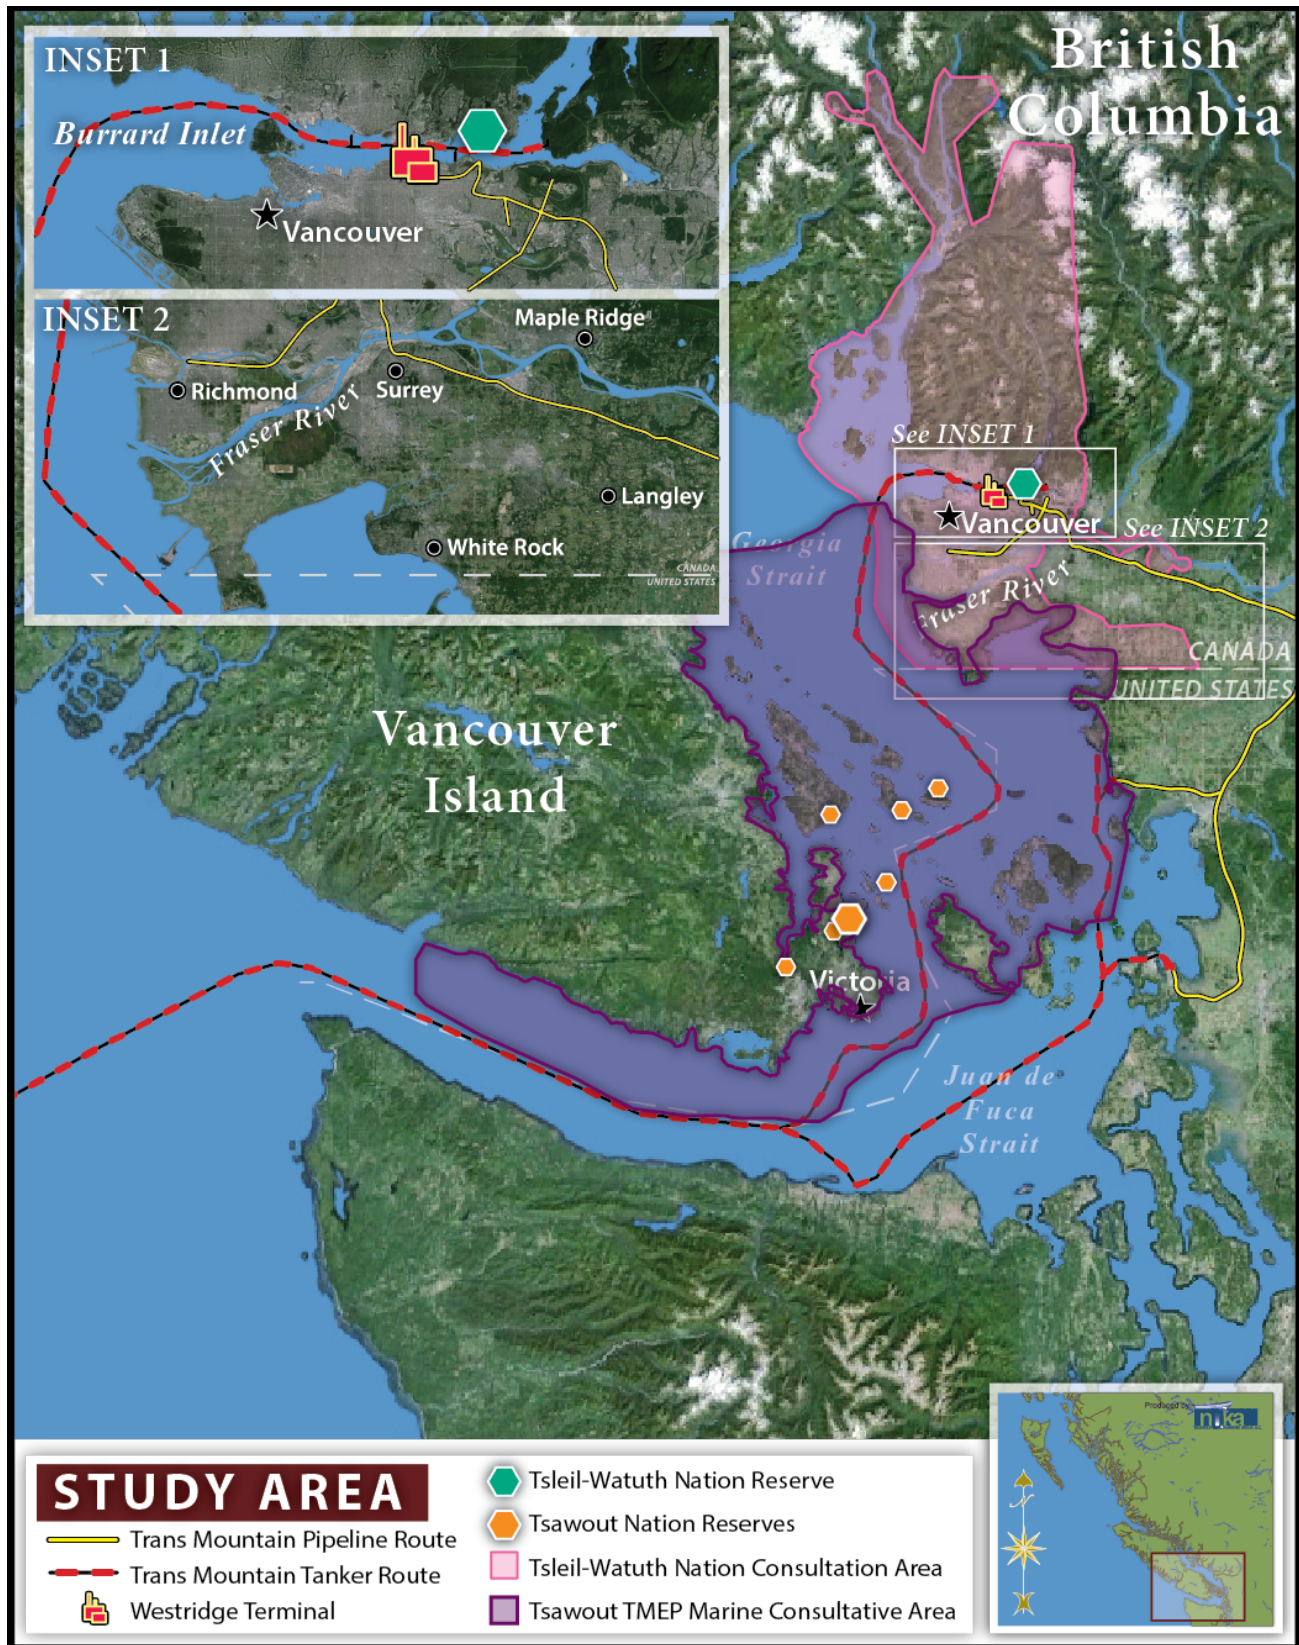 British
Columbia
INSET 1
Burrard Inlet
Vancouver
INSET 2
Maple Ridge
Richmond
Surrey
Fraser River
Langley
White Rock
CANADA
UNITED STATES
See INSET 1
Vancouver
See INSET 2
Georgia
Strait
Fraser River
CANADA
UNITED STATES
Vancouver
Island
Victoria
Juan de
Fuca
Strait
Produced by
nika
N
STUDY AREA
Trans Mountain Pipeline Route
Trans Mountain Tanker Route
Westridge Terminal
Tsleil-Watuth Nation Reserve
Tsawout Nation Reserves
Tsleil-Watuth Nation Consultation Area
Tsawout TMEP Marine Consultative Area